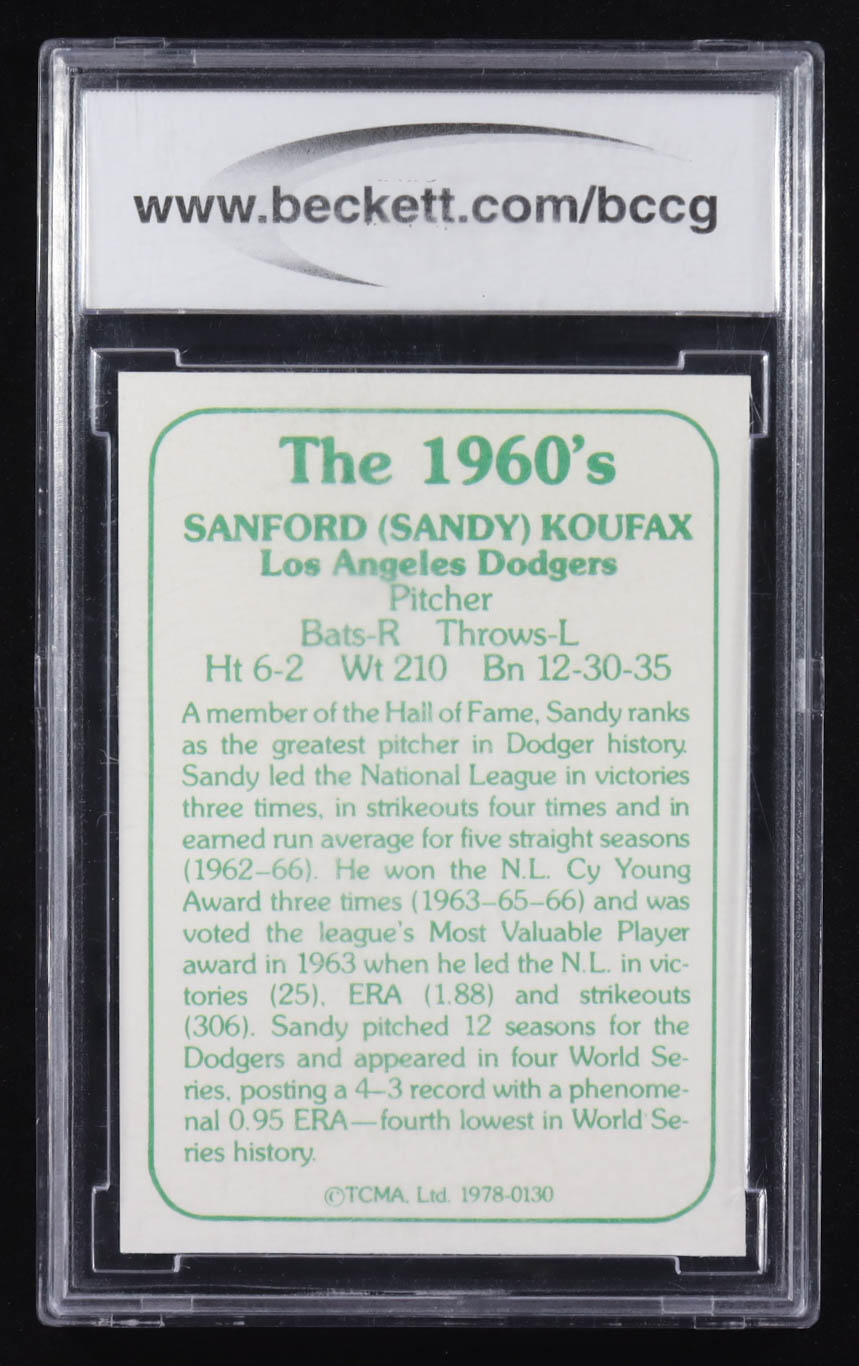 www.beckett.com/bccg
The 1960's
SANFORD (SANDY) KOUFAX
Los Angeles Dodgers
Pitcher
Bats-R Throws-L
Ht 6-2 Wt 210 Bn 12-30-35
A member of the Hall of Fame, Sandy ranks
as the greatest pitcher in Dodger history.
Sandy led the National League in victories
three times, in strikeouts four times and in
earned run average for five straight seasons
(1962–66). He won the N.L. Cy Young
Award three times (1963–65–66) and was
voted the league's Most Valuable Player
award in 1963 when he led the N.L. in vic-
tories (25), ERA (1.88) and strikeouts
(306). Sandy pitched 12 seasons for the
Dodgers and appeared in four World Se-
ries, posting a 4–3 record with a phenome-
nal 0.95 ERA—fourth lowest in World Se-
ries history.
©TCMA, Ltd. 1978-0130